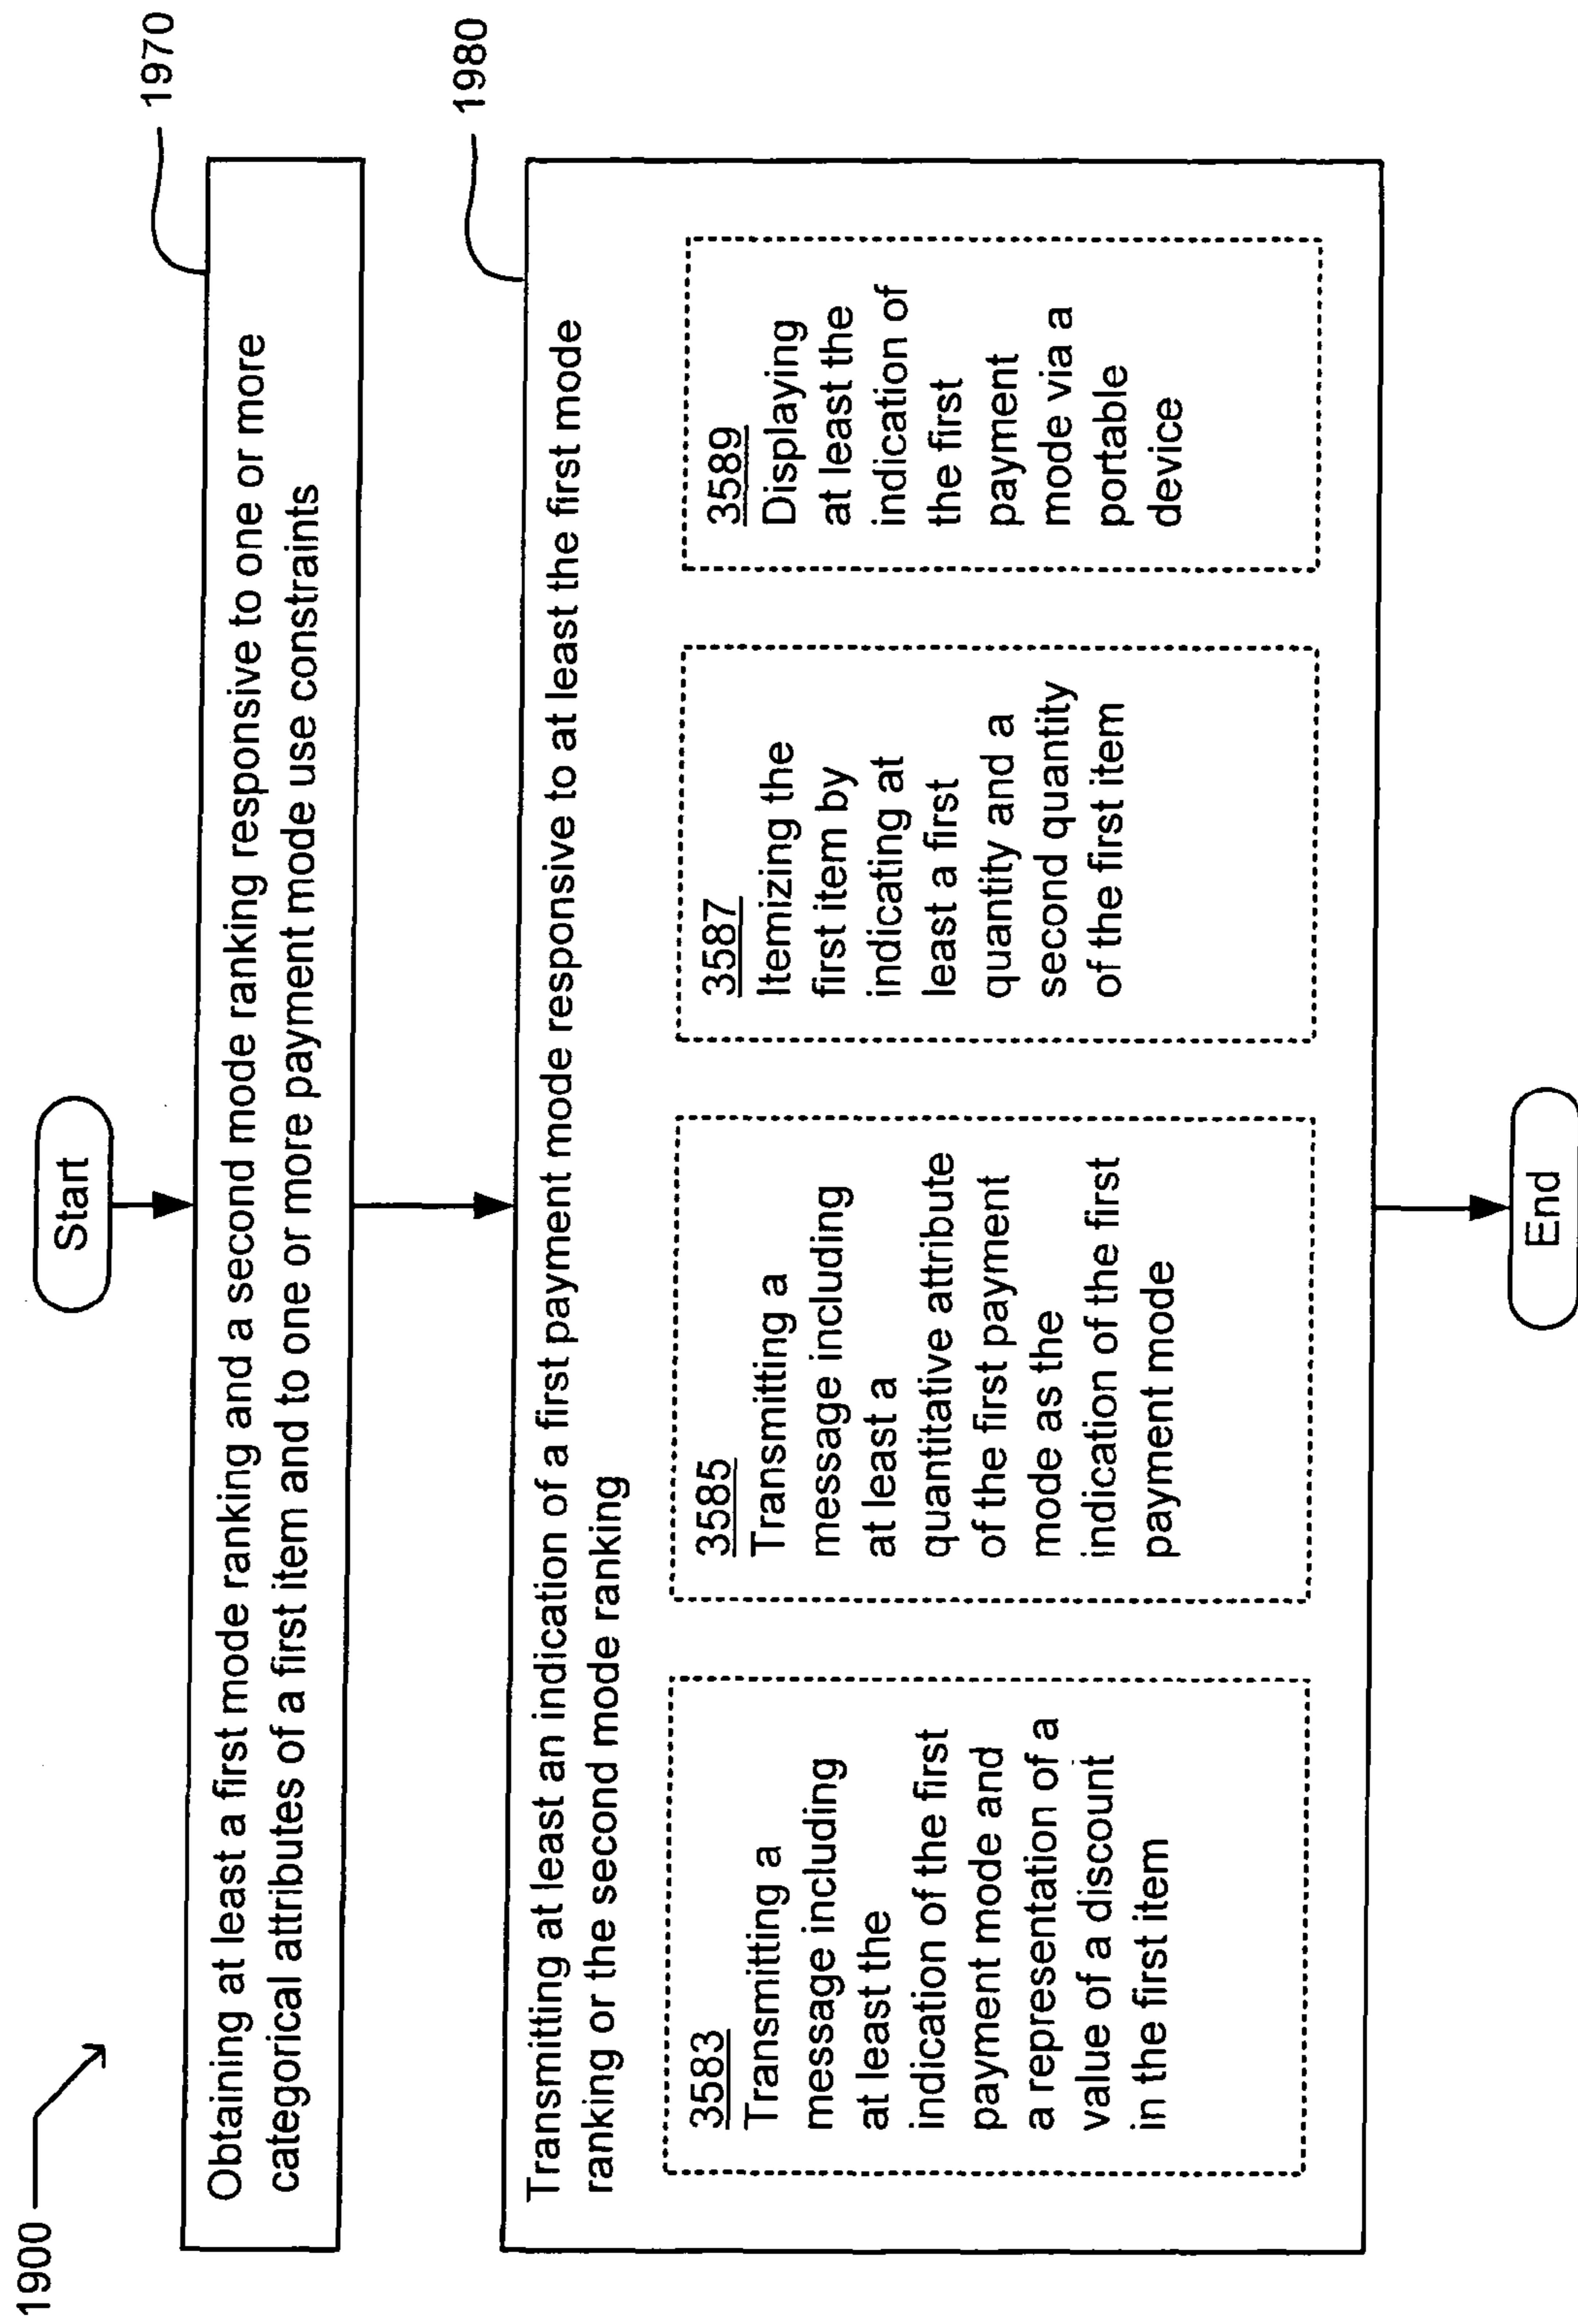 1900
Start
1970
Obtaining at least a first mode ranking and a second mode ranking responsive to one or more
categorical attributes of a first item and to one or more payment mode use constraints
1980
Transmitting at least an indication of a first payment mode responsive to at least the first mode
ranking or the second mode ranking
3583
Transmitting a
message including
at least the
indication of the first
payment mode and
a representation of a
value of a discount
in the first item
3585
Transmitting a
message including
at least a
quantitative attribute
of the first payment
mode as the
indication of the first
payment mode
3587
Itemizing the
first item by
indicating at
least a first
quantity and a
second quantity
of the first item
3589
Displaying
at least the
indication of
the first
payment
mode via a
portable
device
End